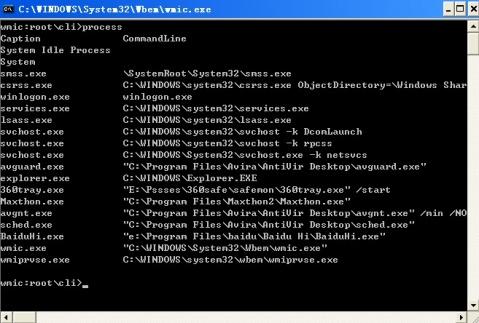 C:\WINDOWS\System32\Wbem\wmic.exe
wmic:root\cli>process
Caption CommandLine
System Idle Process
System
smss.exe \SystemRoot\System32\smss.exe
csrss.exe C:\WINDOWS\system32\csrss.exe ObjectDirectory=\Windows Shar
winlogon.exe winlogon.exe
services.exe C:\WINDOWS\system32\services.exe
lsass.exe C:\WINDOWS\system32\lsass.exe
svchost.exe C:\WINDOWS\system32\svchost -k DcomLaunch
svchost.exe C:\WINDOWS\system32\svchost -k rpcss
svchost.exe C:\WINDOWS\System32\svchost.exe -k netsvcs
avguard.exe "C:\Program Files\Avira\AntiVir Desktop\avguard.exe"
explorer.exe C:\WINDOWS\Explorer.EXE
360tray.exe "E:\Pssses\360safe\safemon\360tray.exe" /start
Maxthon.exe "C:\Program Files\Maxthon2\Maxthon.exe"
avgnt.exe "C:\Program Files\Avira\AntiVir Desktop\avgnt.exe" /min /NO
sched.exe "C:\Program Files\Avira\AntiVir Desktop\sched.exe"
BaiduHi.exe "e:\Program Files\baidu\Baidu Hi\BaiduHi.exe"
wmic.exe "C:\WINDOWS\System32\Wbem\wmic.exe"
wmiprvse.exe C:\WINDOWS\system32\wbem\wmiprvse.exe
wmic:root\cli>_